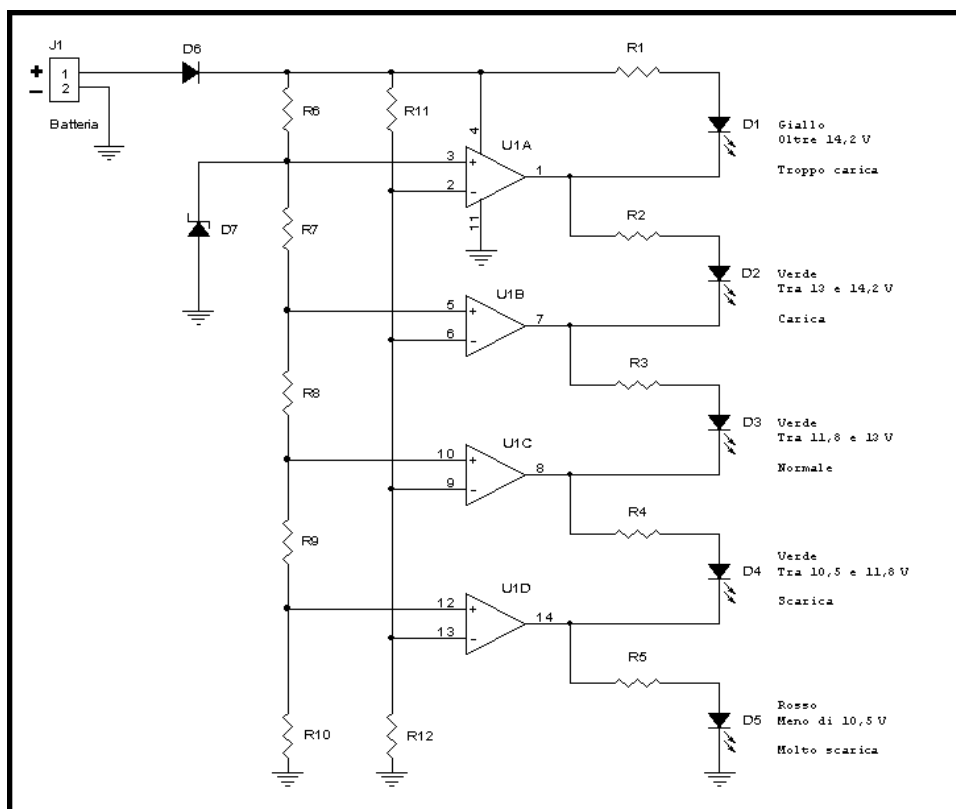 J1
+
1
−
2
Batteria
D6
R1
R6
R11
D1 Giallo
Oltre 14,2 V
Troppo carica
4
U1A
3
+
1
2
-
11
D7
R7
R2
D2 Verde
Tra 13 e 14,2 V
Carica
U1B
5
+
7
6
-
R3
R8
D3 Verde
Tra 11,8 e 13 V
Normale
U1C
10
+
8
9
-
R4
R9
D4 Verde
Tra 10,5 e 11,8 V
Scarica
U1D
12
+
14
13
-
R5
R10
R12
D5 Rosso
Meno di 10,5 V
Molto scarica